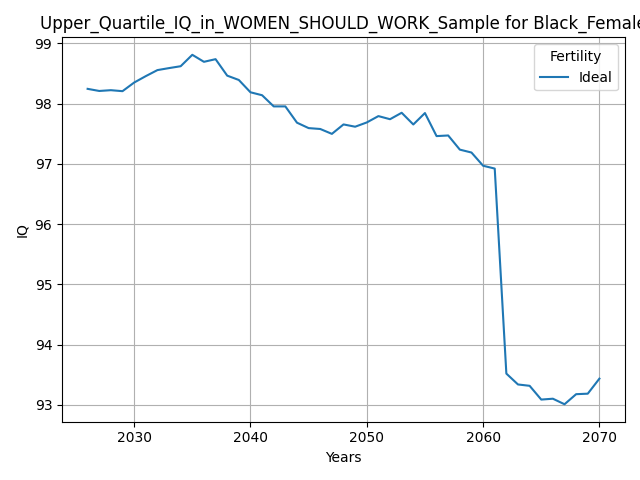 Upper_Quartile_IQ_in_WOMEN_SHOULD_WORK_Sample for Black_Female
99
98
97
96
95
94
93
IQ
Fertility
Ideal
2030 2040 2050 2060 2070
Years